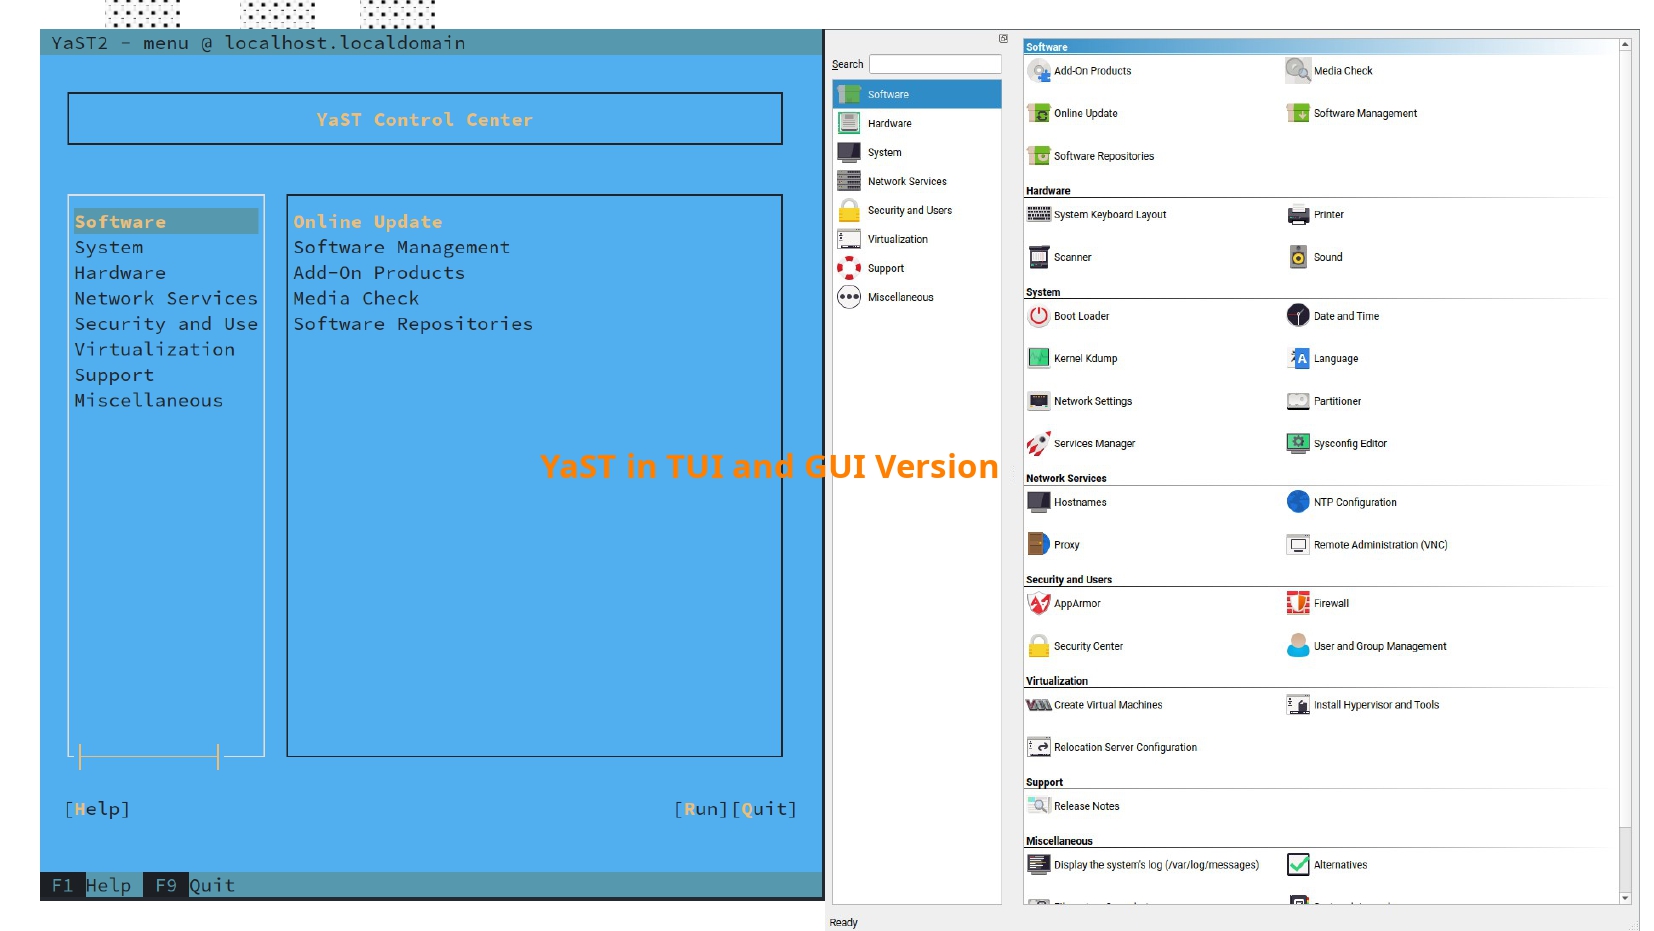 YaST2 - menu @ localhost.localdomain
YaST Control Center
Software
System
Hardware
Network Services
Security and Use
Virtualization
Support
Miscellaneous
Online Update
Software Management
Add-On Products
Media Check
Software Repositories
[Help]
[Run][Quit]
F1 Help F9 Quit
YaST in TUI and GUI Version
Search
Software
Hardware
System
Network Services
Security and Users
Virtualization
Support
Miscellaneous
Software
Add-On Products
Media Check
Online Update
Software Management
Software Repositories
Hardware
System Keyboard Layout
Printer
Scanner
Sound
System
Boot Loader
Date and Time
Kernel Kdump
Language
Network Settings
Partitioner
Services Manager
Sysconfig Editor
Network Services
Hostnames
NTP Configuration
Proxy
Remote Administration (VNC)
Security and Users
AppArmor
Firewall
Security Center
User and Group Management
Virtualization
Create Virtual Machines
Install Hypervisor and Tools
Relocation Server Configuration
Support
Release Notes
Miscellaneous
Display the system's log (/var/log/messages)
Alternatives
Ready